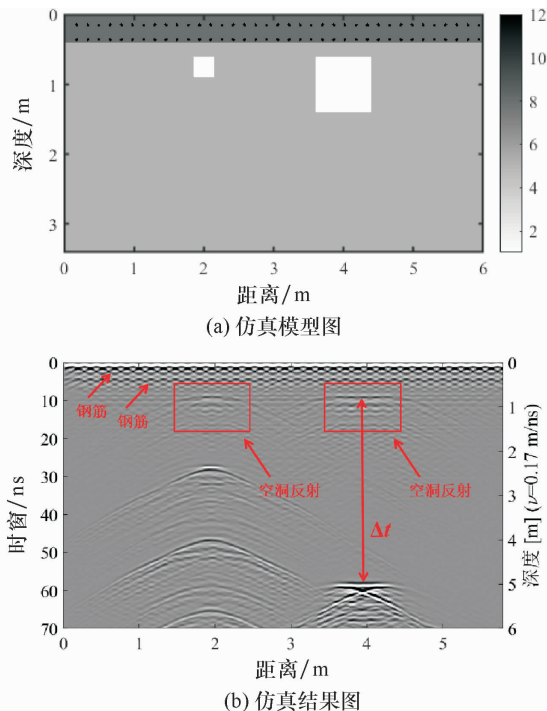 0
1
2
3
深度/m
0 1 2 3 4 5 6
距离/m
12
10
8
6
4
2
(a) 仿真模型图
0
10
20
30
40
50
60
70
时窗/ns
钢筋
钢筋
空洞反射
空洞反射
Δt
0
1
2
3
4
5
6
深度 [m] (v=0.17 m/ns)
0 1 2 3 4 5
距离/m
(b) 仿真结果图